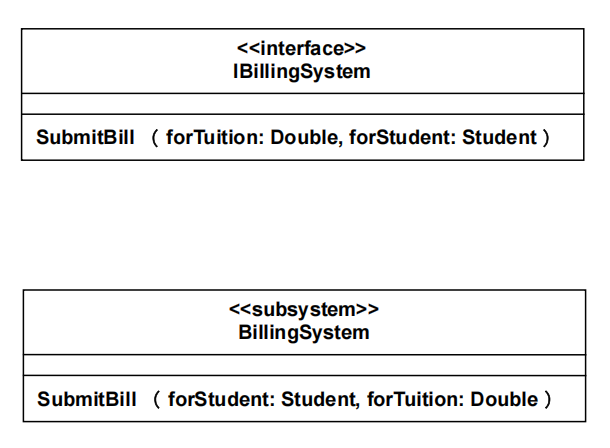 <<interface>>
IBillingSystem
SubmitBill （ forTuition: Double, forStudent: Student ）
<<subsystem>>
BillingSystem
SubmitBill （ forStudent: Student, forTuition: Double ）